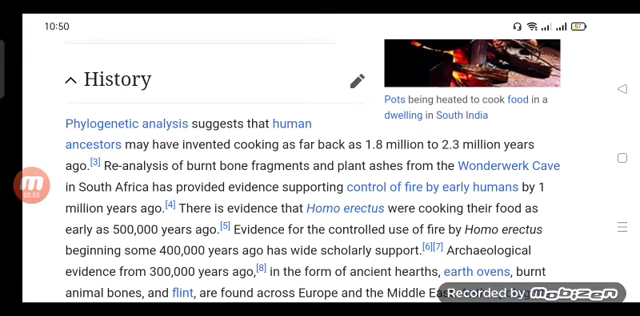 10:50
57
History
Pots being heated to cook food in a
dwelling in South India
Phylogenetic analysis suggests that human
ancestors may have invented cooking as far back as 1.8 million to 2.3 million years
ago.[3] Re-analysis of burnt bone fragments and plant ashes from the Wonderwerk Cave
in South Africa has provided evidence supporting control of fire by early humans by 1
million years ago.[4] There is evidence that Homo erectus were cooking their food as
early as 500,000 years ago.[5] Evidence for the controlled use of fire by Homo erectus
beginning some 400,000 years ago has wide scholarly support.[6][7] Archaeological
evidence from 300,000 years ago,[8] in the form of ancient hearths, earth ovens, burnt
animal bones, and flint, are found across Europe and the Middle East
Recorded by mobizen